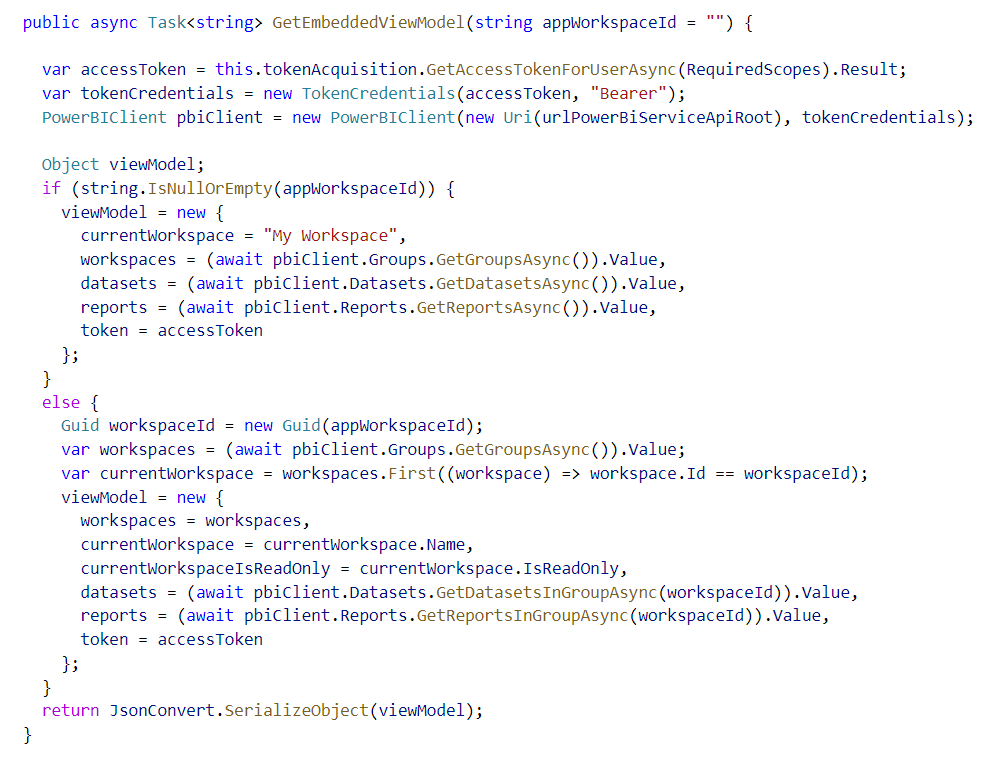 public async Task<string> GetEmbeddedViewModel(string appWorkspaceId = "") {

  var accessToken = this.tokenAcquisition.GetAccessTokenForUserAsync(RequiredScopes).Result;
  var tokenCredentials = new TokenCredentials(accessToken, "Bearer");
  PowerBIClient pbiClient = new PowerBIClient(new Uri(urlPowerBiServiceApiRoot), tokenCredentials);

  Object viewModel;
  if (string.IsNullOrEmpty(appWorkspaceId)) {
    viewModel = new {
      currentWorkspace = "My Workspace",
      workspaces = (await pbiClient.Groups.GetGroupsAsync()).Value,
      datasets = (await pbiClient.Datasets.GetDatasetsAsync()).Value,
      reports = (await pbiClient.Reports.GetReportsAsync()).Value,
      token = accessToken
    };
  }
  else {
    Guid workspaceId = new Guid(appWorkspaceId);
    var workspaces = (await pbiClient.Groups.GetGroupsAsync()).Value;
    var currentWorkspace = workspaces.First((workspace) => workspace.Id == workspaceId);
    viewModel = new {
      workspaces = workspaces,
      currentWorkspace = currentWorkspace.Name,
      currentWorkspaceIsReadOnly = currentWorkspace.IsReadOnly,
      datasets = (await pbiClient.Datasets.GetDatasetsInGroupAsync(workspaceId)).Value,
      reports = (await pbiClient.Reports.GetReportsInGroupAsync(workspaceId)).Value,
      token = accessToken
    };
  }
  return JsonConvert.SerializeObject(viewModel);
}